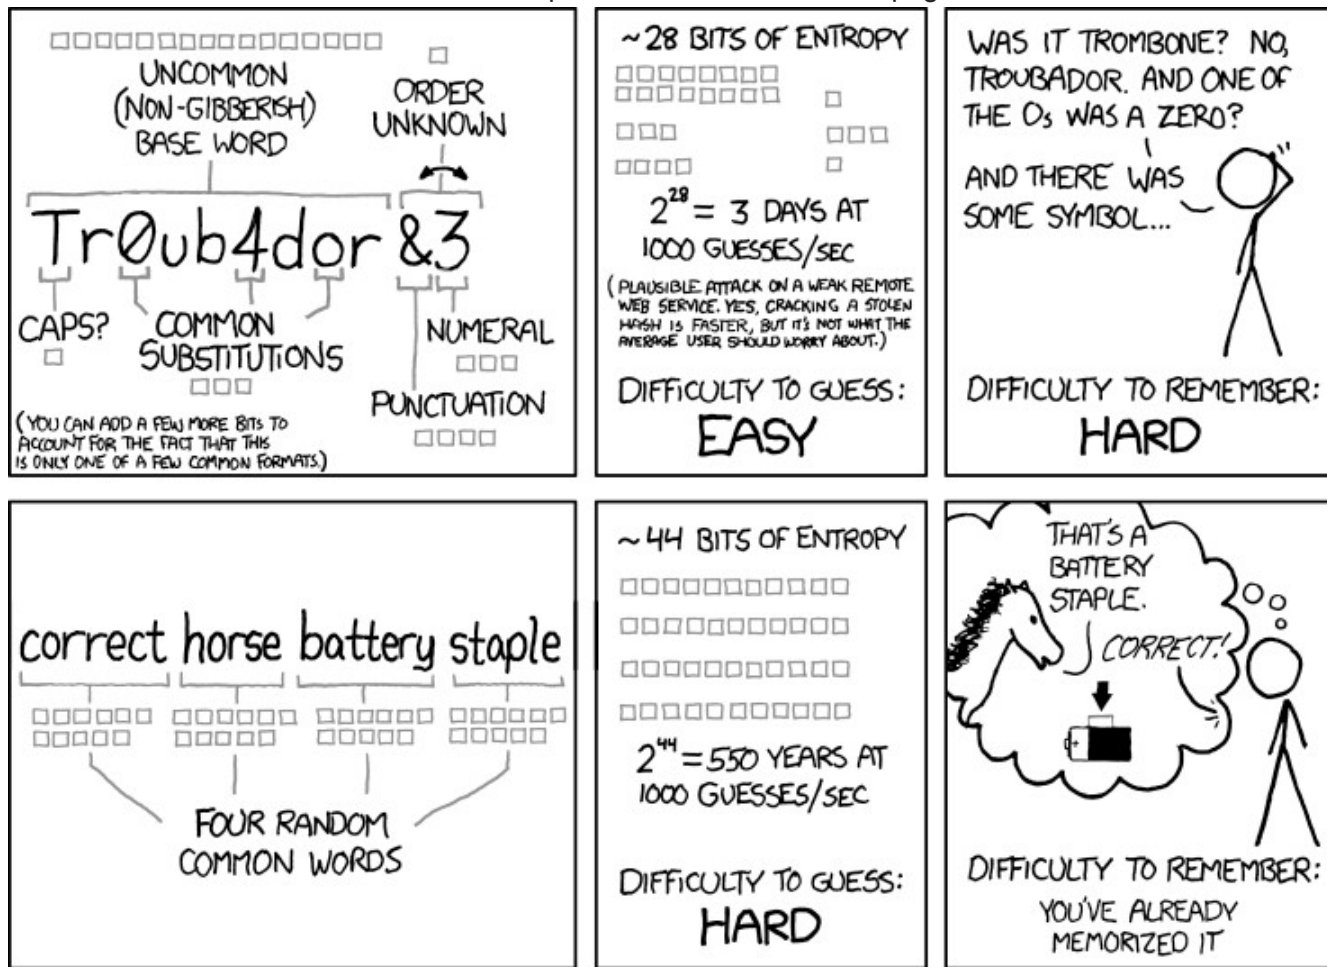 UNCOMMON
(NON-GIBBERISH)
BASE WORD
ORDER
UNKNOWN
Tr0ub4dor &3
CAPS?
COMMON
SUBSTITUTIONS
NUMERAL
PUNCTUATION
(YOU CAN ADD A FEW MORE BITS TO
ACCOUNT FOR THE FACT THAT THIS
IS ONLY ONE OF A FEW COMMON FORMATS.)
~28 BITS OF ENTROPY
2^28 = 3 DAYS AT
1000 GUESSES/SEC
(PLAUSIBLE ATTACK ON A WEAK REMOTE
WEB SERVICE. YES, CRACKING A STOLEN
HASH IS FASTER, BUT IT'S NOT WHAT THE
AVERAGE USER SHOULD WORRY ABOUT.)
DIFFICULTY TO GUESS:
EASY
WAS IT TROMBONE? NO,
TROUBADOR. AND ONE OF
THE Os WAS A ZERO?
AND THERE WAS
SOME SYMBOL...
DIFFICULTY TO REMEMBER:
HARD
correct horse battery staple
FOUR RANDOM
COMMON WORDS
~44 BITS OF ENTROPY
2^44 = 550 YEARS AT
1000 GUESSES/SEC
DIFFICULTY TO GUESS:
HARD
THAT'S A
BATTERY
STAPLE.
CORRECT!
DIFFICULTY TO REMEMBER:
YOU'VE ALREADY
MEMORIZED IT